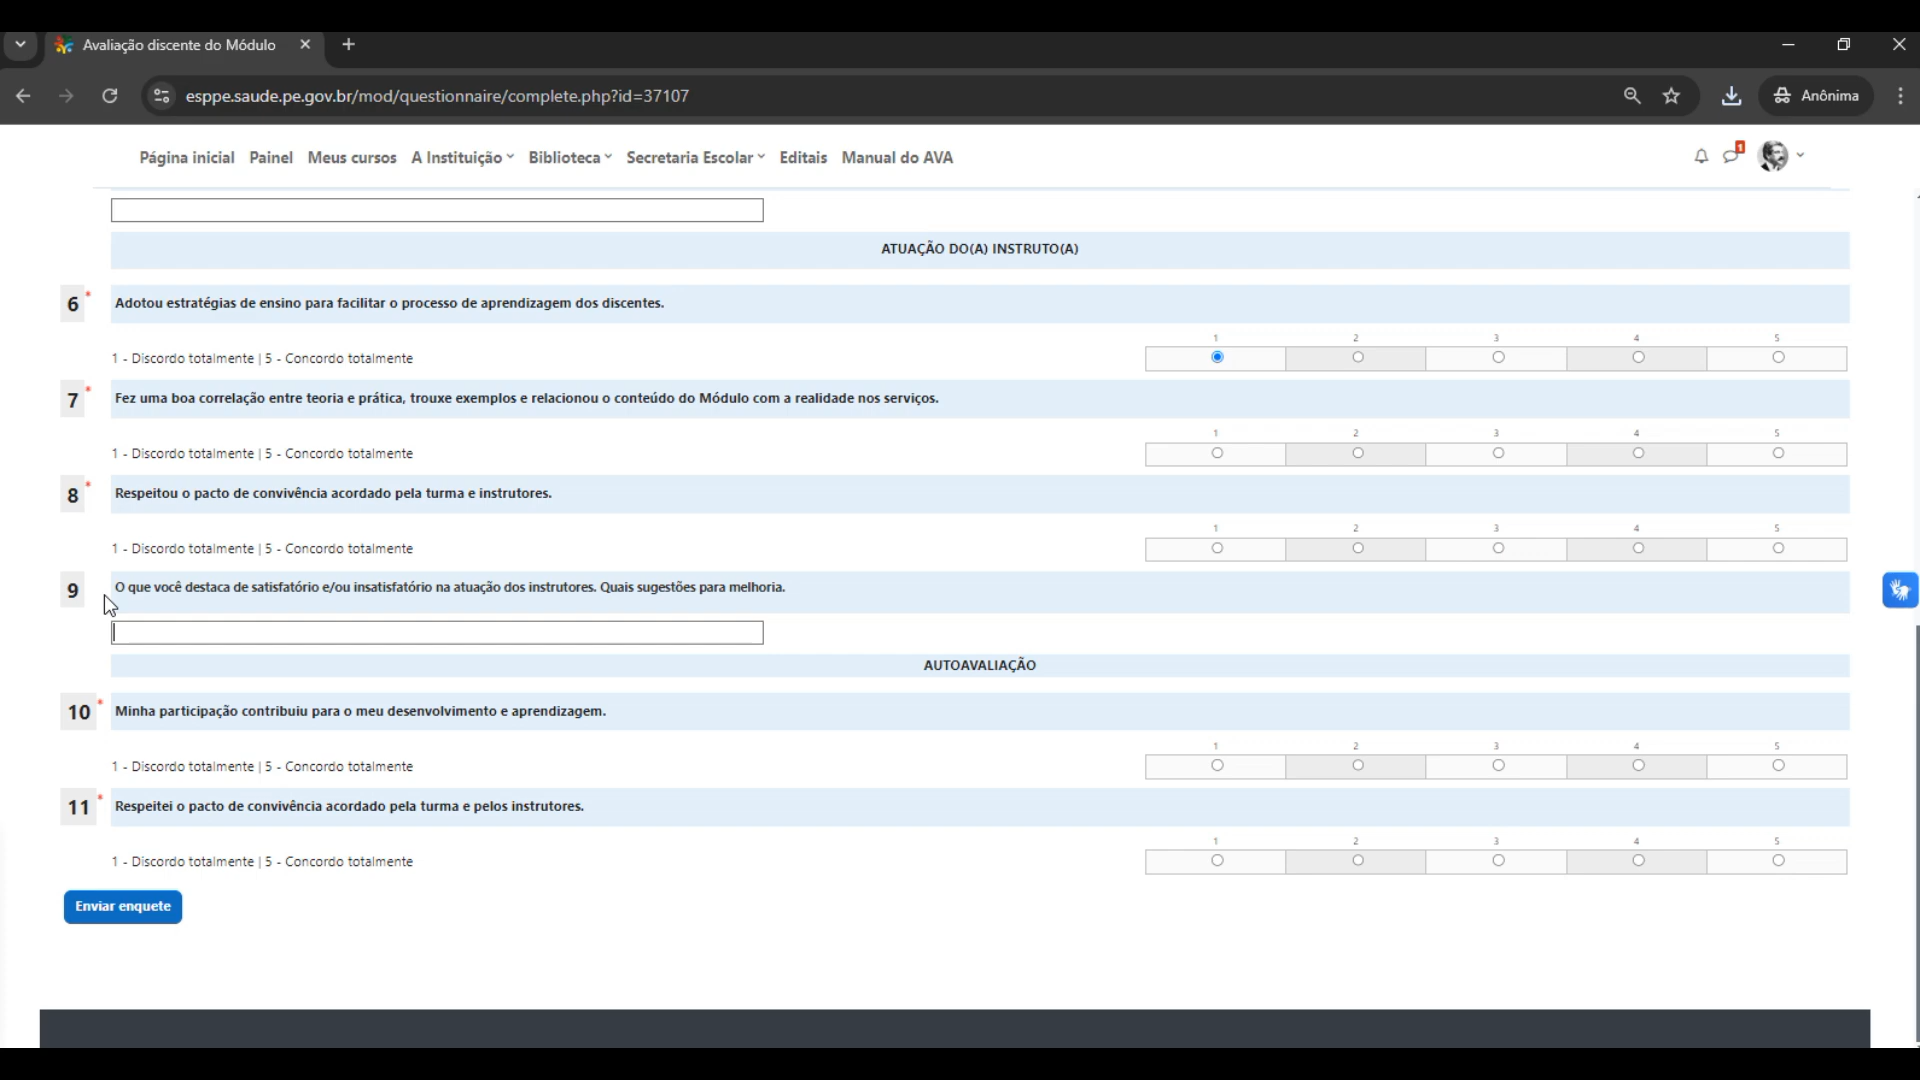 Avaliação discente do Módulo
esppe.saude.pe.gov.br/mod/questionnaire/complete.php?id=37107
Anônima
Página inicial Painel Meus cursos A Instituição Biblioteca Secretaria Escolar Editais Manual do AVA
1
ATUAÇÃO DO(A) INSTRUTO(A)
6 * Adotou estratégias de ensino para facilitar o processo de aprendizagem dos discentes.
1 2 3 4 5
1 - Discordo totalmente | 5 - Concordo totalmente
7 * Fez uma boa correlação entre teoria e prática, trouxe exemplos e relacionou o conteúdo do Módulo com a realidade nos serviços.
1 2 3 4 5
1 - Discordo totalmente | 5 - Concordo totalmente
8 * Respeitou o pacto de convivência acordado pela turma e instrutores.
1 2 3 4 5
1 - Discordo totalmente | 5 - Concordo totalmente
9 O que você destaca de satisfatório e/ou insatisfatório na atuação dos instrutores. Quais sugestões para melhoria.
AUTOAVALIAÇÃO
10 * Minha participação contribuiu para o meu desenvolvimento e aprendizagem.
1 2 3 4 5
1 - Discordo totalmente | 5 - Concordo totalmente
11 * Respeitei o pacto de convivência acordado pela turma e pelos instrutores.
1 2 3 4 5
1 - Discordo totalmente | 5 - Concordo totalmente
Enviar enquete